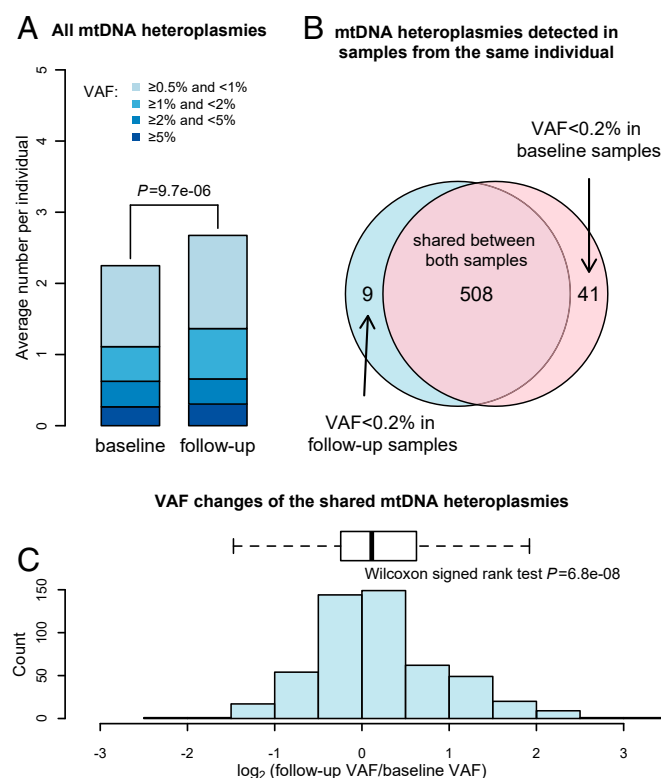 A All mtDNA heteroplasmies
VAF:
≥0.5% and <1%
≥1% and <2%
≥2% and <5%
≥5%
P=9.7e-06
Average number per individual
0
1
2
3
4
5
baseline
follow-up
B mtDNA heteroplasmies detected in
samples from the same individual
VAF<0.2% in
baseline samples
shared between
both samples
9
508
41
VAF<0.2% in
follow-up samples
VAF changes of the shared mtDNA heteroplasmies
C
Wilcoxon signed rank test P=6.8e-08
Count
0
50
100
150
-3
-2
-1
0
1
2
3
log2 (follow-up VAF/baseline VAF)